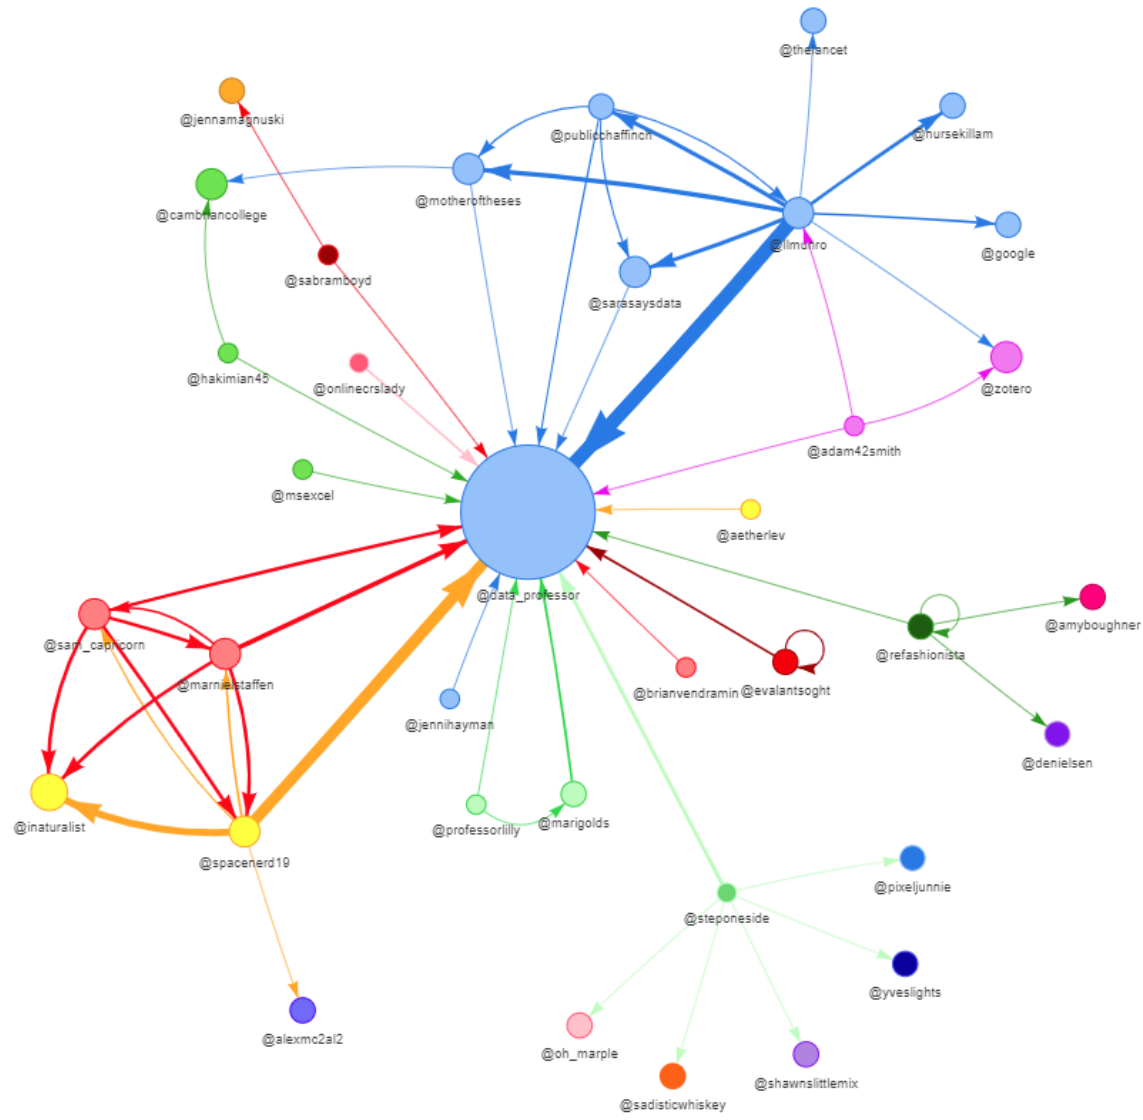 @thelancet
@jennamagnuski
@publicchaffinch
@nursekillam
@motheroftheses
@cambriancollege
@llmunro
@google
@sabramboyd
@sarasaysdata
@hakimian45
@onlinecrslady
@zotero
@adam42smith
@msexcel
@aetherlev
@data_professor
@amyboughner
@sam_capricorn
@refashionista
@marnielstaffen
@brianvendramin
@evalantsoght
@jennihayman
@denielsen
@inaturalist
@professorlilly
@marigolds
@spacenerd19
@pixeljunnie
@steponeside
@yveslights
@alexmc2al2
@oh_marple
@shawnslittlemix
@sadisticwhiskey